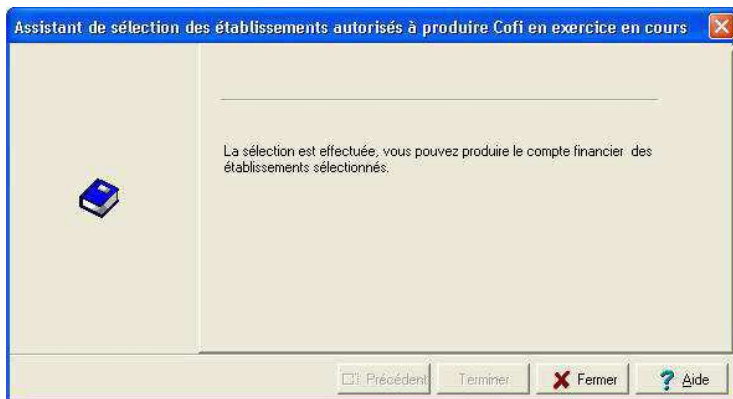 Assistant de sélection des établissements autorisés à produire Cofi en exercice en cours
La sélection est effectuée, vous pouvez produire le compte financier des
établissements sélectionnés.
Précédent Terminer Fermer Aide